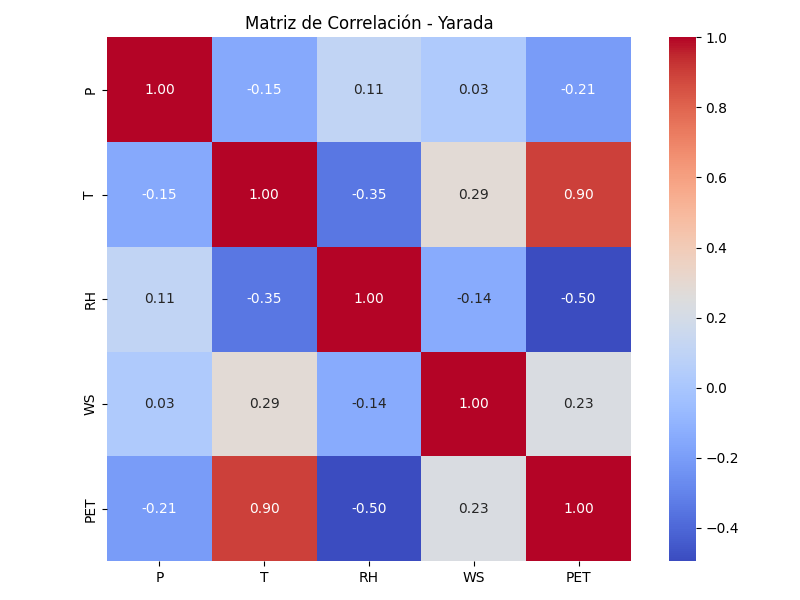 Matriz de Correlación - Yarada
P 1.00 -0.15 0.11 0.03 -0.21
T -0.15 1.00 -0.35 0.29 0.90
RH 0.11 -0.35 1.00 -0.14 -0.50
WS 0.03 0.29 -0.14 1.00 0.23
PET -0.21 0.90 -0.50 0.23 1.00
P T RH WS PET
1.0
0.8
0.6
0.4
0.2
0.0
−0.2
−0.4